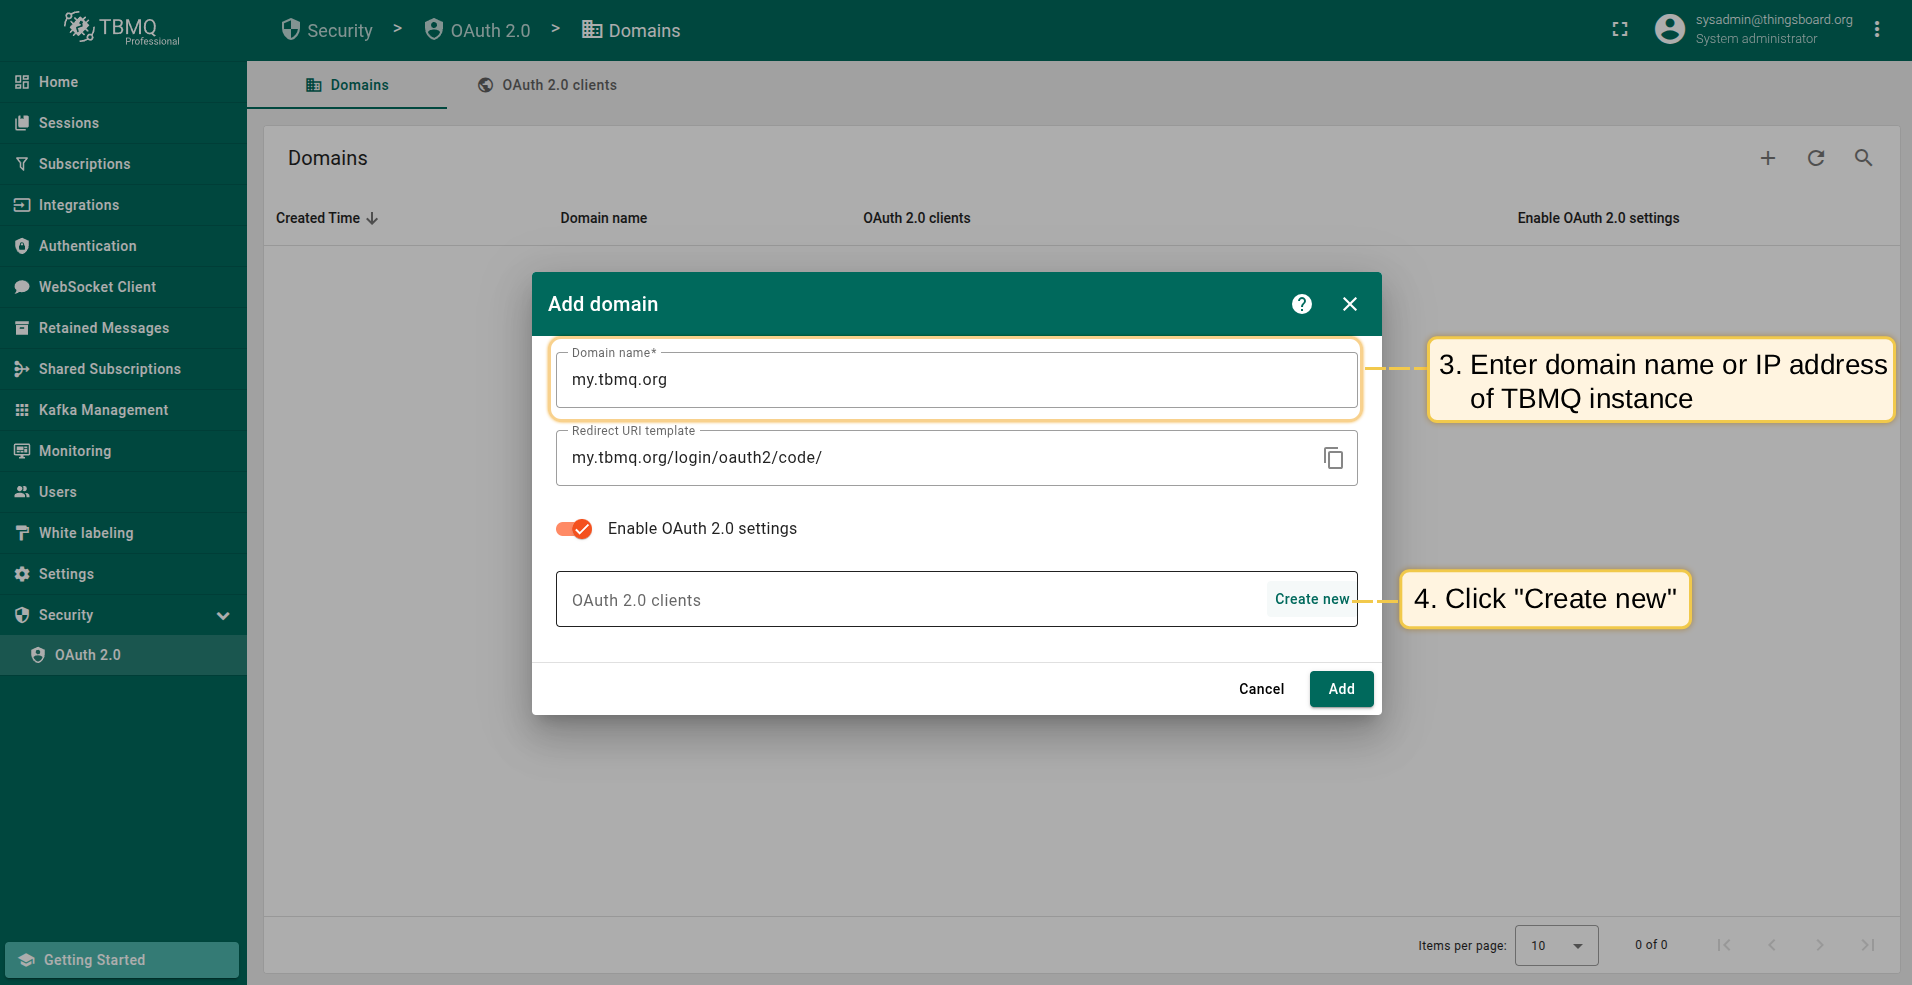 TBMQ
Professional
Security > OAuth 2.0 > Domains
sysadmin@thingsboard.org
System administrator
Home
Sessions
Subscriptions
Integrations
Authentication
WebSocket Client
Retained Messages
Shared Subscriptions
Kafka Management
Monitoring
Users
White labeling
Settings
Security
OAuth 2.0
Getting Started
Domains
OAuth 2.0 clients
Domains
Created Time
Domain name
OAuth 2.0 clients
Enable OAuth 2.0 settings
Add domain
Domain name*
my.tbmq.org
Redirect URI template
my.tbmq.org/login/oauth2/code/
Enable OAuth 2.0 settings
OAuth 2.0 clients
Create new
Cancel
Add
3. Enter domain name or IP address
of TBMQ instance
4. Click "Create new"
Items per page:
10
0 of 0